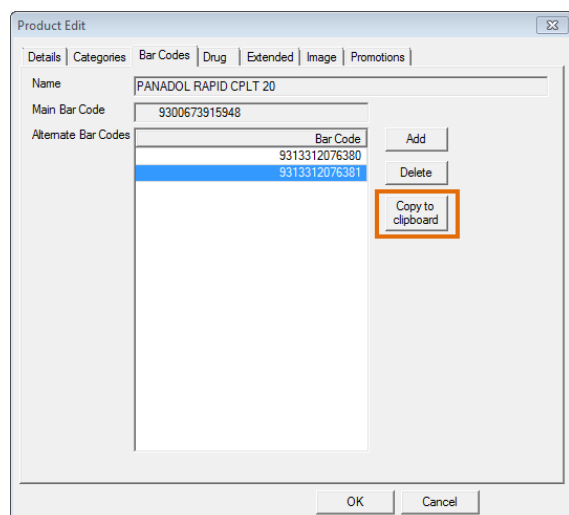 Product Edit
Details Categories Bar Codes Drug Extended Image Promotions
Name PANADOL RAPID CPLT 20
Main Bar Code 9300673915948
Alternate Bar Codes Bar Code Add
9313312076380
9313312076381 Delete
Copy to
clipboard
OK Cancel